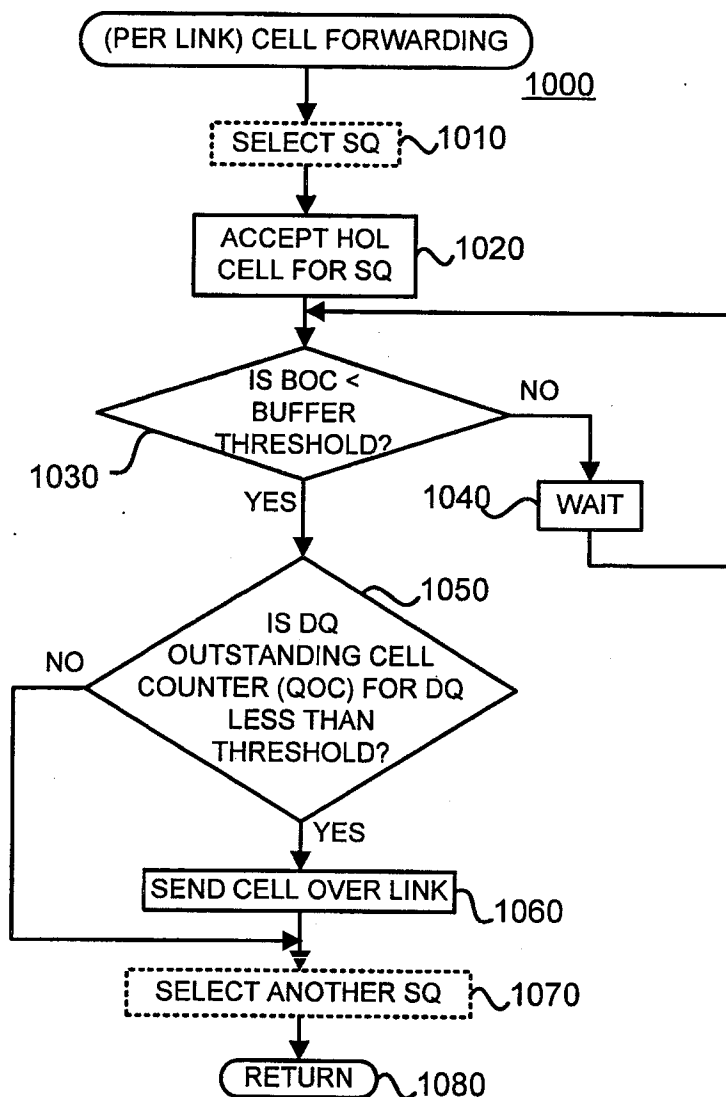 (PER LINK) CELL FORWARDING
1000
SELECT SQ
1010
ACCEPT HOL
CELL FOR SQ
1020
IS BOC <
BUFFER
THRESHOLD?
NO
1030
YES
1040
WAIT
1050
IS DQ
OUTSTANDING CELL
COUNTER (QOC) FOR DQ
LESS THAN
THRESHOLD?
NO
YES
SEND CELL OVER LINK
1060
SELECT ANOTHER SQ
1070
RETURN
1080